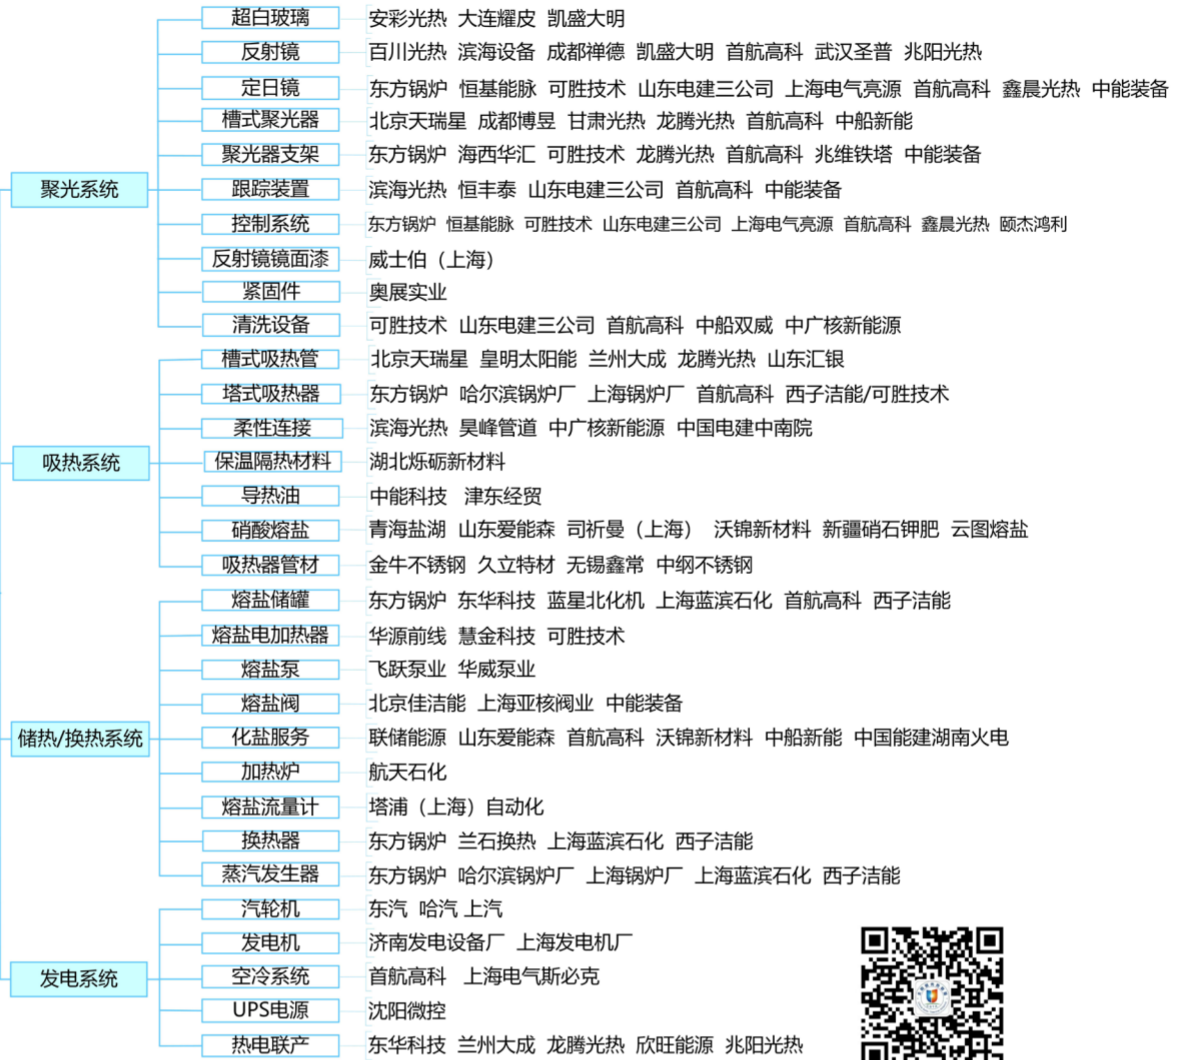 超白玻璃 安彩光热 大连耀皮 凯盛大明
反射镜 百川光热 滨海设备 成都禅德 凯盛大明 首航高科 武汉圣普 兆阳光热
定日镜 东方锅炉 恒基能脉 可胜技术 山东电建三公司 上海电气亮源 首航高科 鑫晨光热 中能装备
槽式聚光器 北京天瑞星 成都博昱 甘肃光热 龙腾光热 首航高科 中船新能
聚光器支架 东方锅炉 海西华汇 可胜技术 龙腾光热 首航高科 兆维铁塔 中能装备
聚光系统 跟踪装置 滨海光热 恒丰泰 山东电建三公司 首航高科 中能装备
控制系统 东方锅炉 恒基能脉 可胜技术 山东电建三公司 上海电气亮源 首航高科 鑫晨光热 颐杰鸿利
反射镜镜面漆 威士伯（上海）
紧固件 奥展实业
清洗设备 可胜技术 山东电建三公司 首航高科 中船双威 中广核新能源
槽式吸热管 北京天瑞星 皇明太阳能 兰州大成 龙腾光热 山东汇银
塔式吸热器 东方锅炉 哈尔滨锅炉厂 上海锅炉厂 首航高科 西子洁能/可胜技术
柔性连接 滨海光热 昊峰管道 中广核新能源 中国电建中南院
吸热系统 保温隔热材料 湖北烁砺新材料
导热油 中能科技 津东经贸
硝酸熔盐 青海盐湖 山东爱能森 司祈曼（上海） 沃锦新材料 新疆硝石钾肥 云图熔盐
吸热器管材 金牛不锈钢 久立特材 无锡鑫常 中纲不锈钢
熔盐储罐 东方锅炉 东华科技 蓝星北化机 上海蓝滨石化 首航高科 西子洁能
熔盐电加热器 华源前线 慧金科技 可胜技术
熔盐泵 飞跃泵业 华威泵业
熔盐阀 北京佳洁能 上海亚核阀业 中能装备
储热/换热系统 化盐服务 联储能源 山东爱能森 首航高科 沃锦新材料 中船新能 中国能建湖南火电
加热炉 航天石化
熔盐流量计 塔浦（上海）自动化
换热器 东方锅炉 兰石换热 上海蓝滨石化 西子洁能
蒸汽发生器 东方锅炉 哈尔滨锅炉厂 上海锅炉厂 上海蓝滨石化 西子洁能
汽轮机 东汽 哈汽 上汽
发电机 济南发电设备厂 上海发电机厂
发电系统 空冷系统 首航高科 上海电气斯必克
UPS电源 沈阳微控
热电联产 东华科技 兰州大成 龙腾光热 欣旺能源 兆阳光热